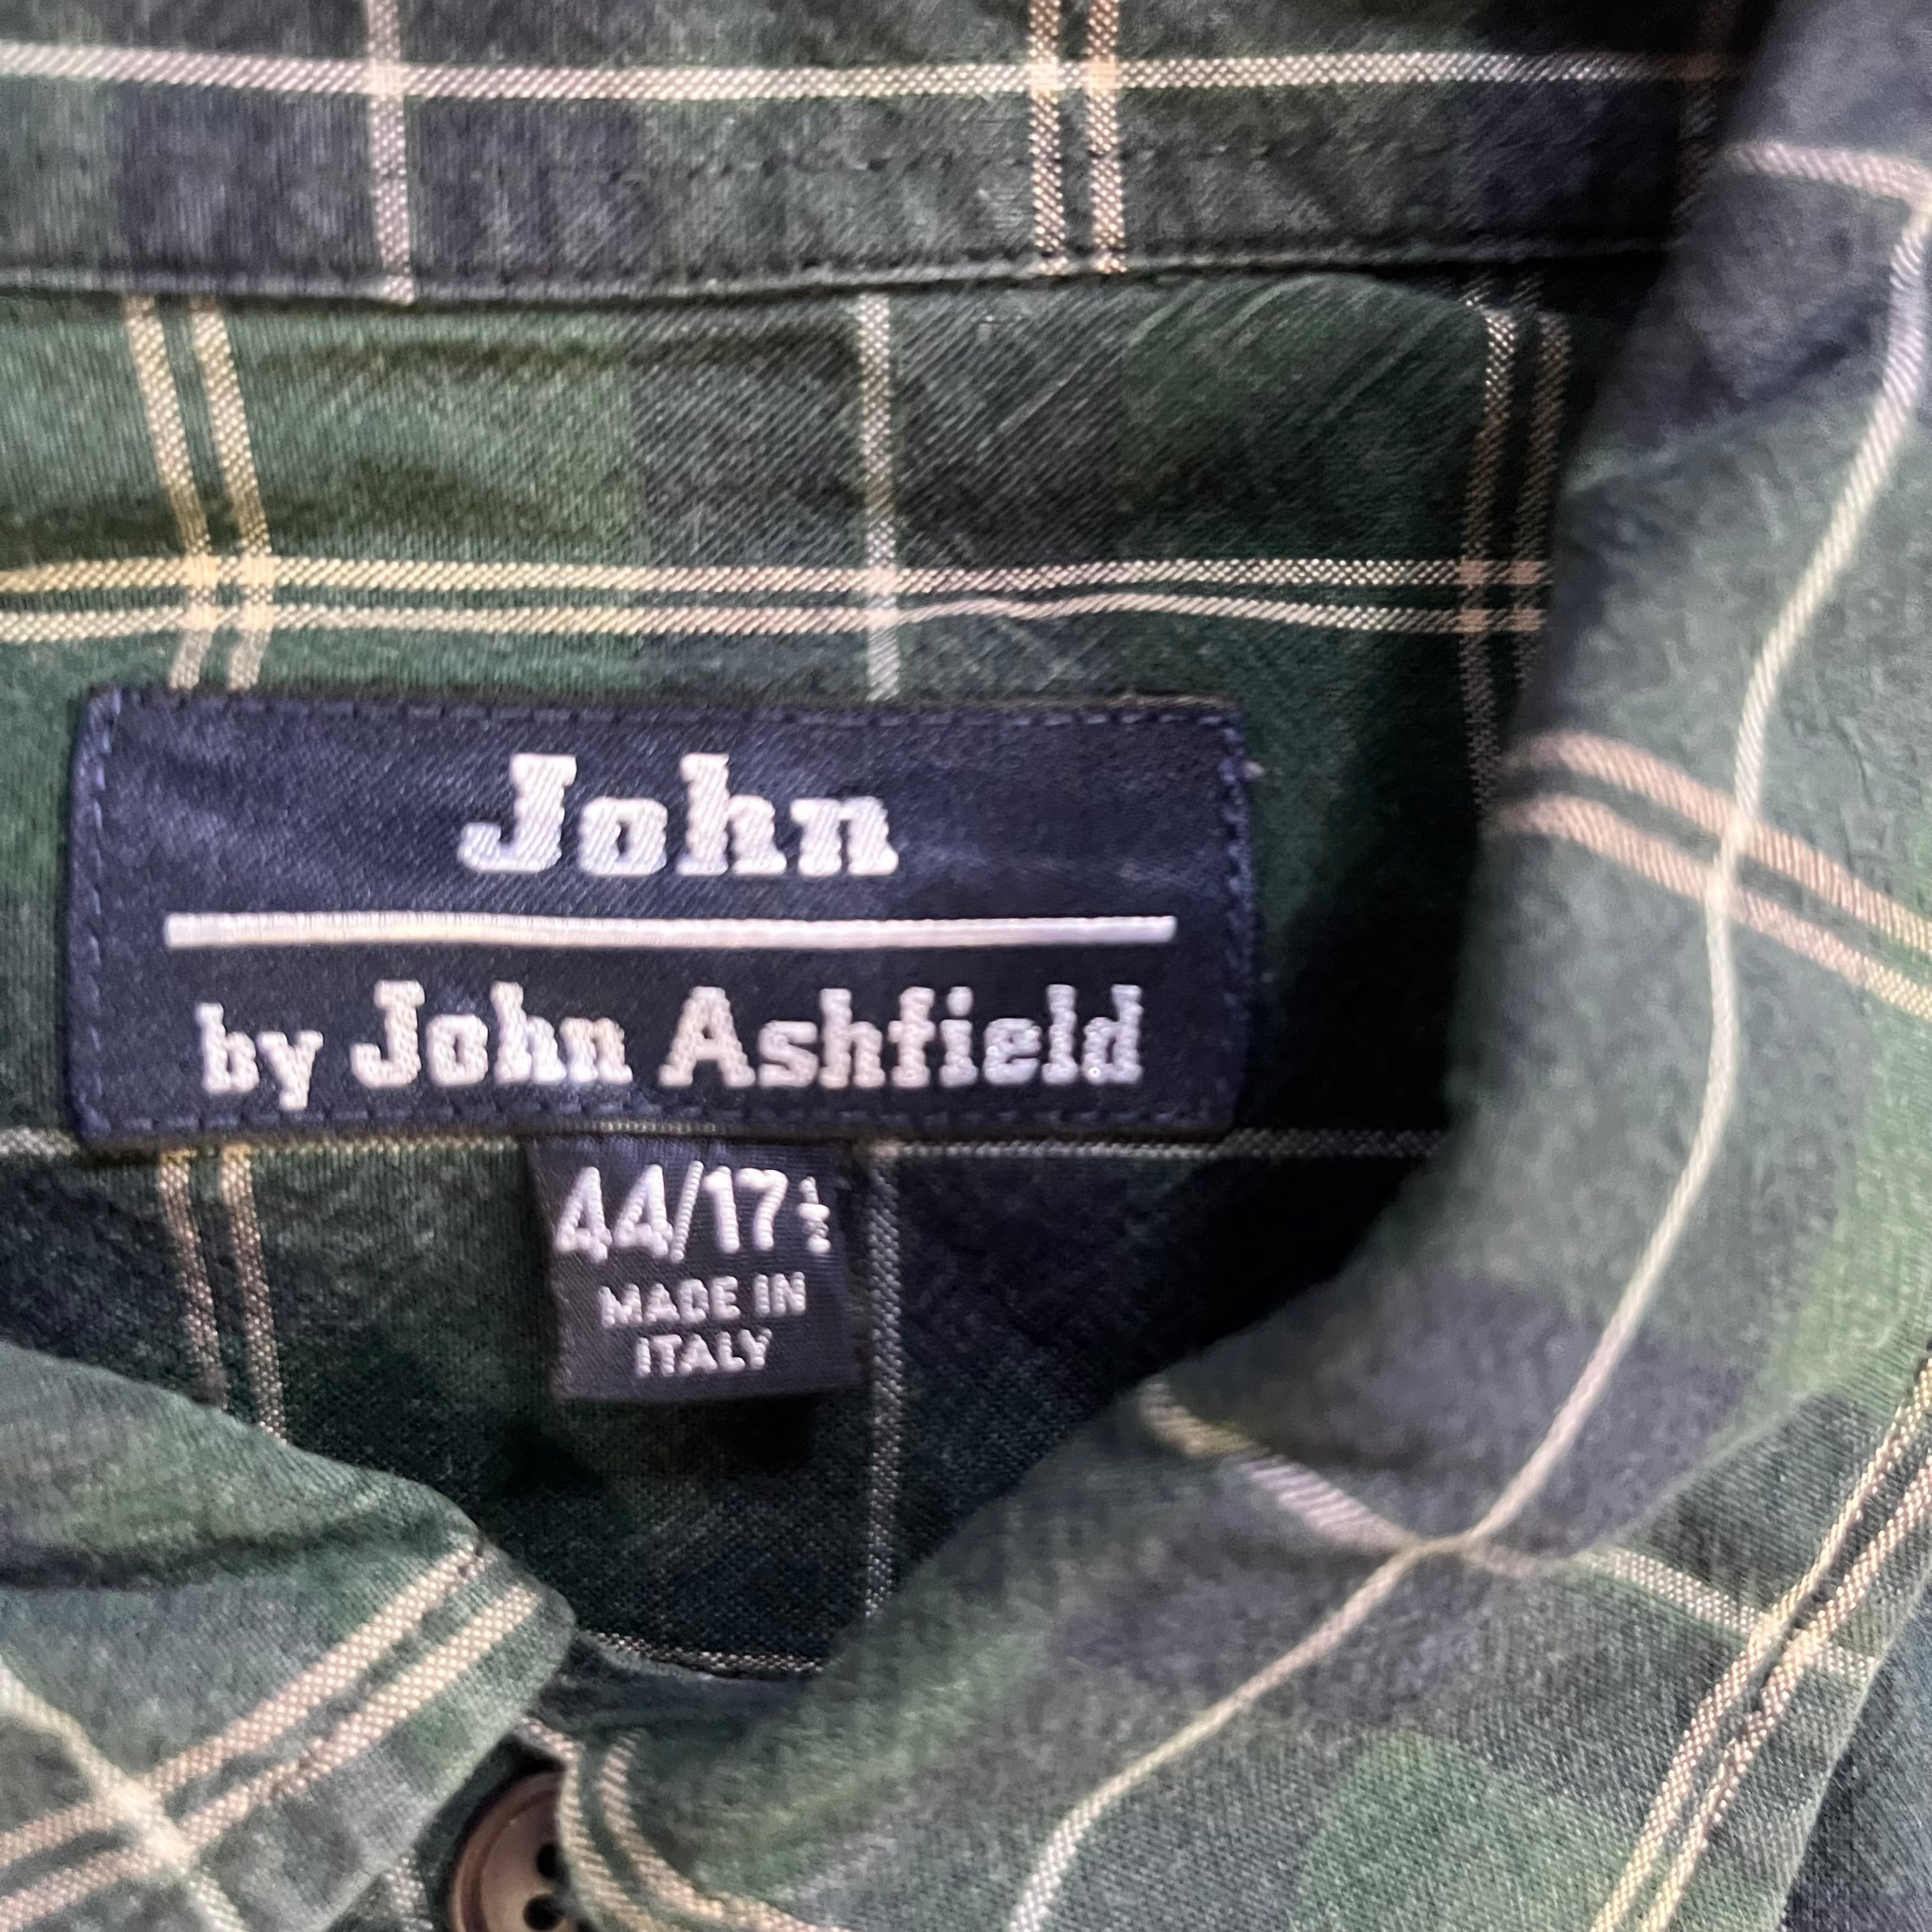 John
by John Ashfield
44/17½
MADE IN
ITALY